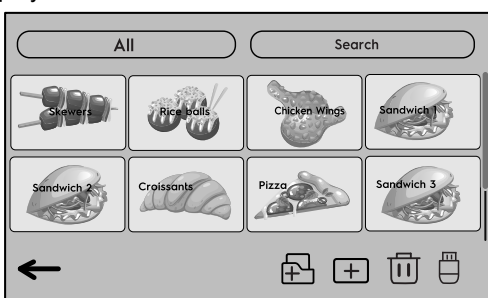 All
Search
Skewers
Rice balls
Chicken Wings
Sandwich 1
Sandwich 2
Croissants
Pizza
Sandwich 3